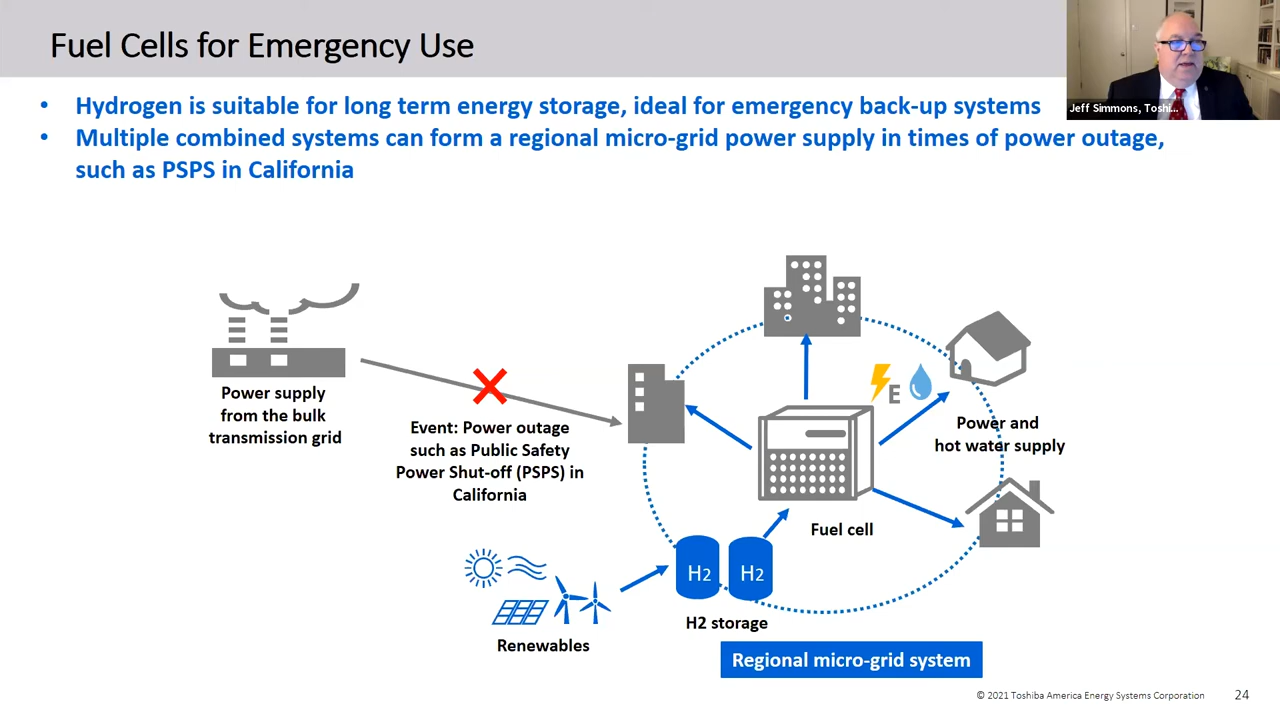 Fuel Cells for Emergency Use
Jeff Simmons, Toshi...
• Hydrogen is suitable for long term energy storage, ideal for emergency back-up systems
• Multiple combined systems can form a regional micro-grid power supply in times of power outage,
such as PSPS in California
Power supply
from the bulk
transmission grid
Event: Power outage
such as Public Safety
Power Shut-off (PSPS) in
California
E
Power and
hot water supply
Fuel cell
H2 H2
H2 storage
Renewables
Regional micro-grid system
© 2021 Toshiba America Energy Systems Corporation 24